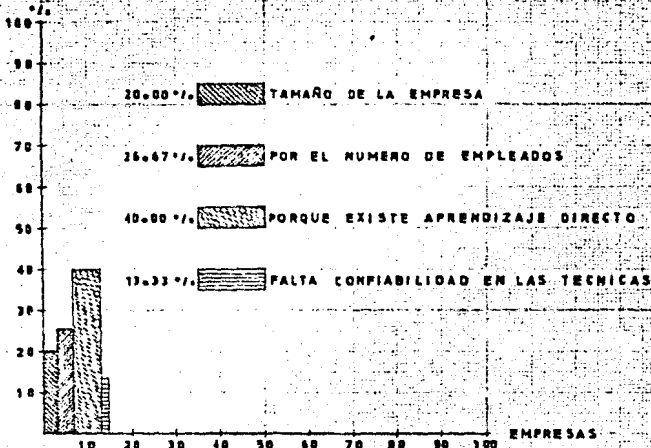 %
100
90
80
70
60
50
40
30
20
10
20.00 % TAMAÑO DE LA EMPRESA
26.67 % POR EL NUMERO DE EMPLEADOS
40.00 % PORQUE EXISTE APRENDIZAJE DIRECTO
13.33 % FALTA CONFIABILIDAD EN LAS TECNICAS
10 20 30 40 50 60 70 80 90 100 EMPRESAS